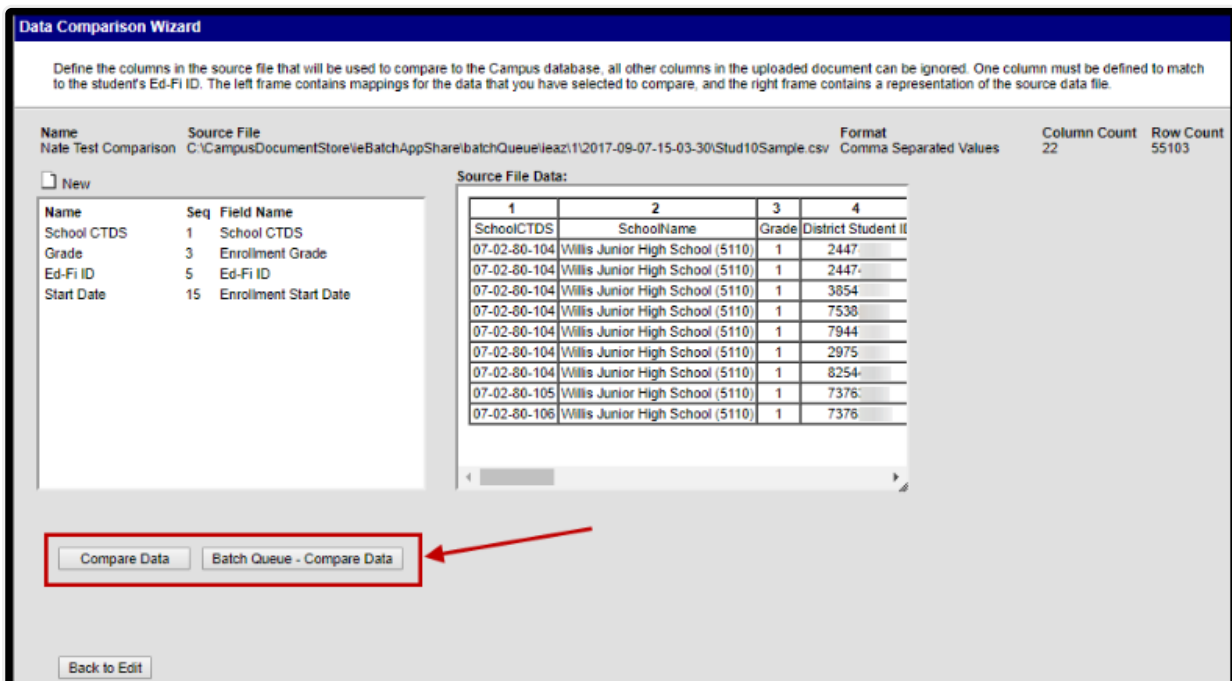 Data Comparison Wizard
Define the columns in the source file that will be used to compare to the Campus database, all other columns in the uploaded document can be ignored. One column must be defined to match
to the student's Ed-Fi ID. The left frame contains mappings for the data that you have selected to compare, and the right frame contains a representation of the source data file.
Name Source File Format Column Count Row Count
Nate Test Comparison C:\CampusDocumentStore\ieBatchAppShare\batchQueue\ieaz\1\2017-09-07-15-03-30\Stud10Sample.csv Comma Separated Values 22 55103
New
Name Seq Field Name
School CTDS 1 School CTDS
Grade 3 Enrollment Grade
Ed-Fi ID 5 Ed-Fi ID
Start Date 15 Enrollment Start Date
Source File Data:
1 2 3 4
SchoolCTDS SchoolName Grade District Student
07-02-80-104 Willis Junior High School (5110) 1 2447
07-02-80-104 Willis Junior High School (5110) 1 2447
07-02-80-104 Willis Junior High School (5110) 1 3854
07-02-80-104 Willis Junior High School (5110) 1 7538
07-02-80-104 Willis Junior High School (5110) 1 7944
07-02-80-104 Willis Junior High School (5110) 1 2975
07-02-80-104 Willis Junior High School (5110) 1 8254
07-02-80-105 Willis Junior High School (5110) 1 7376
07-02-80-106 Willis Junior High School (5110) 1 7376
Compare Data
Batch Queue - Compare Data
Back to Edit